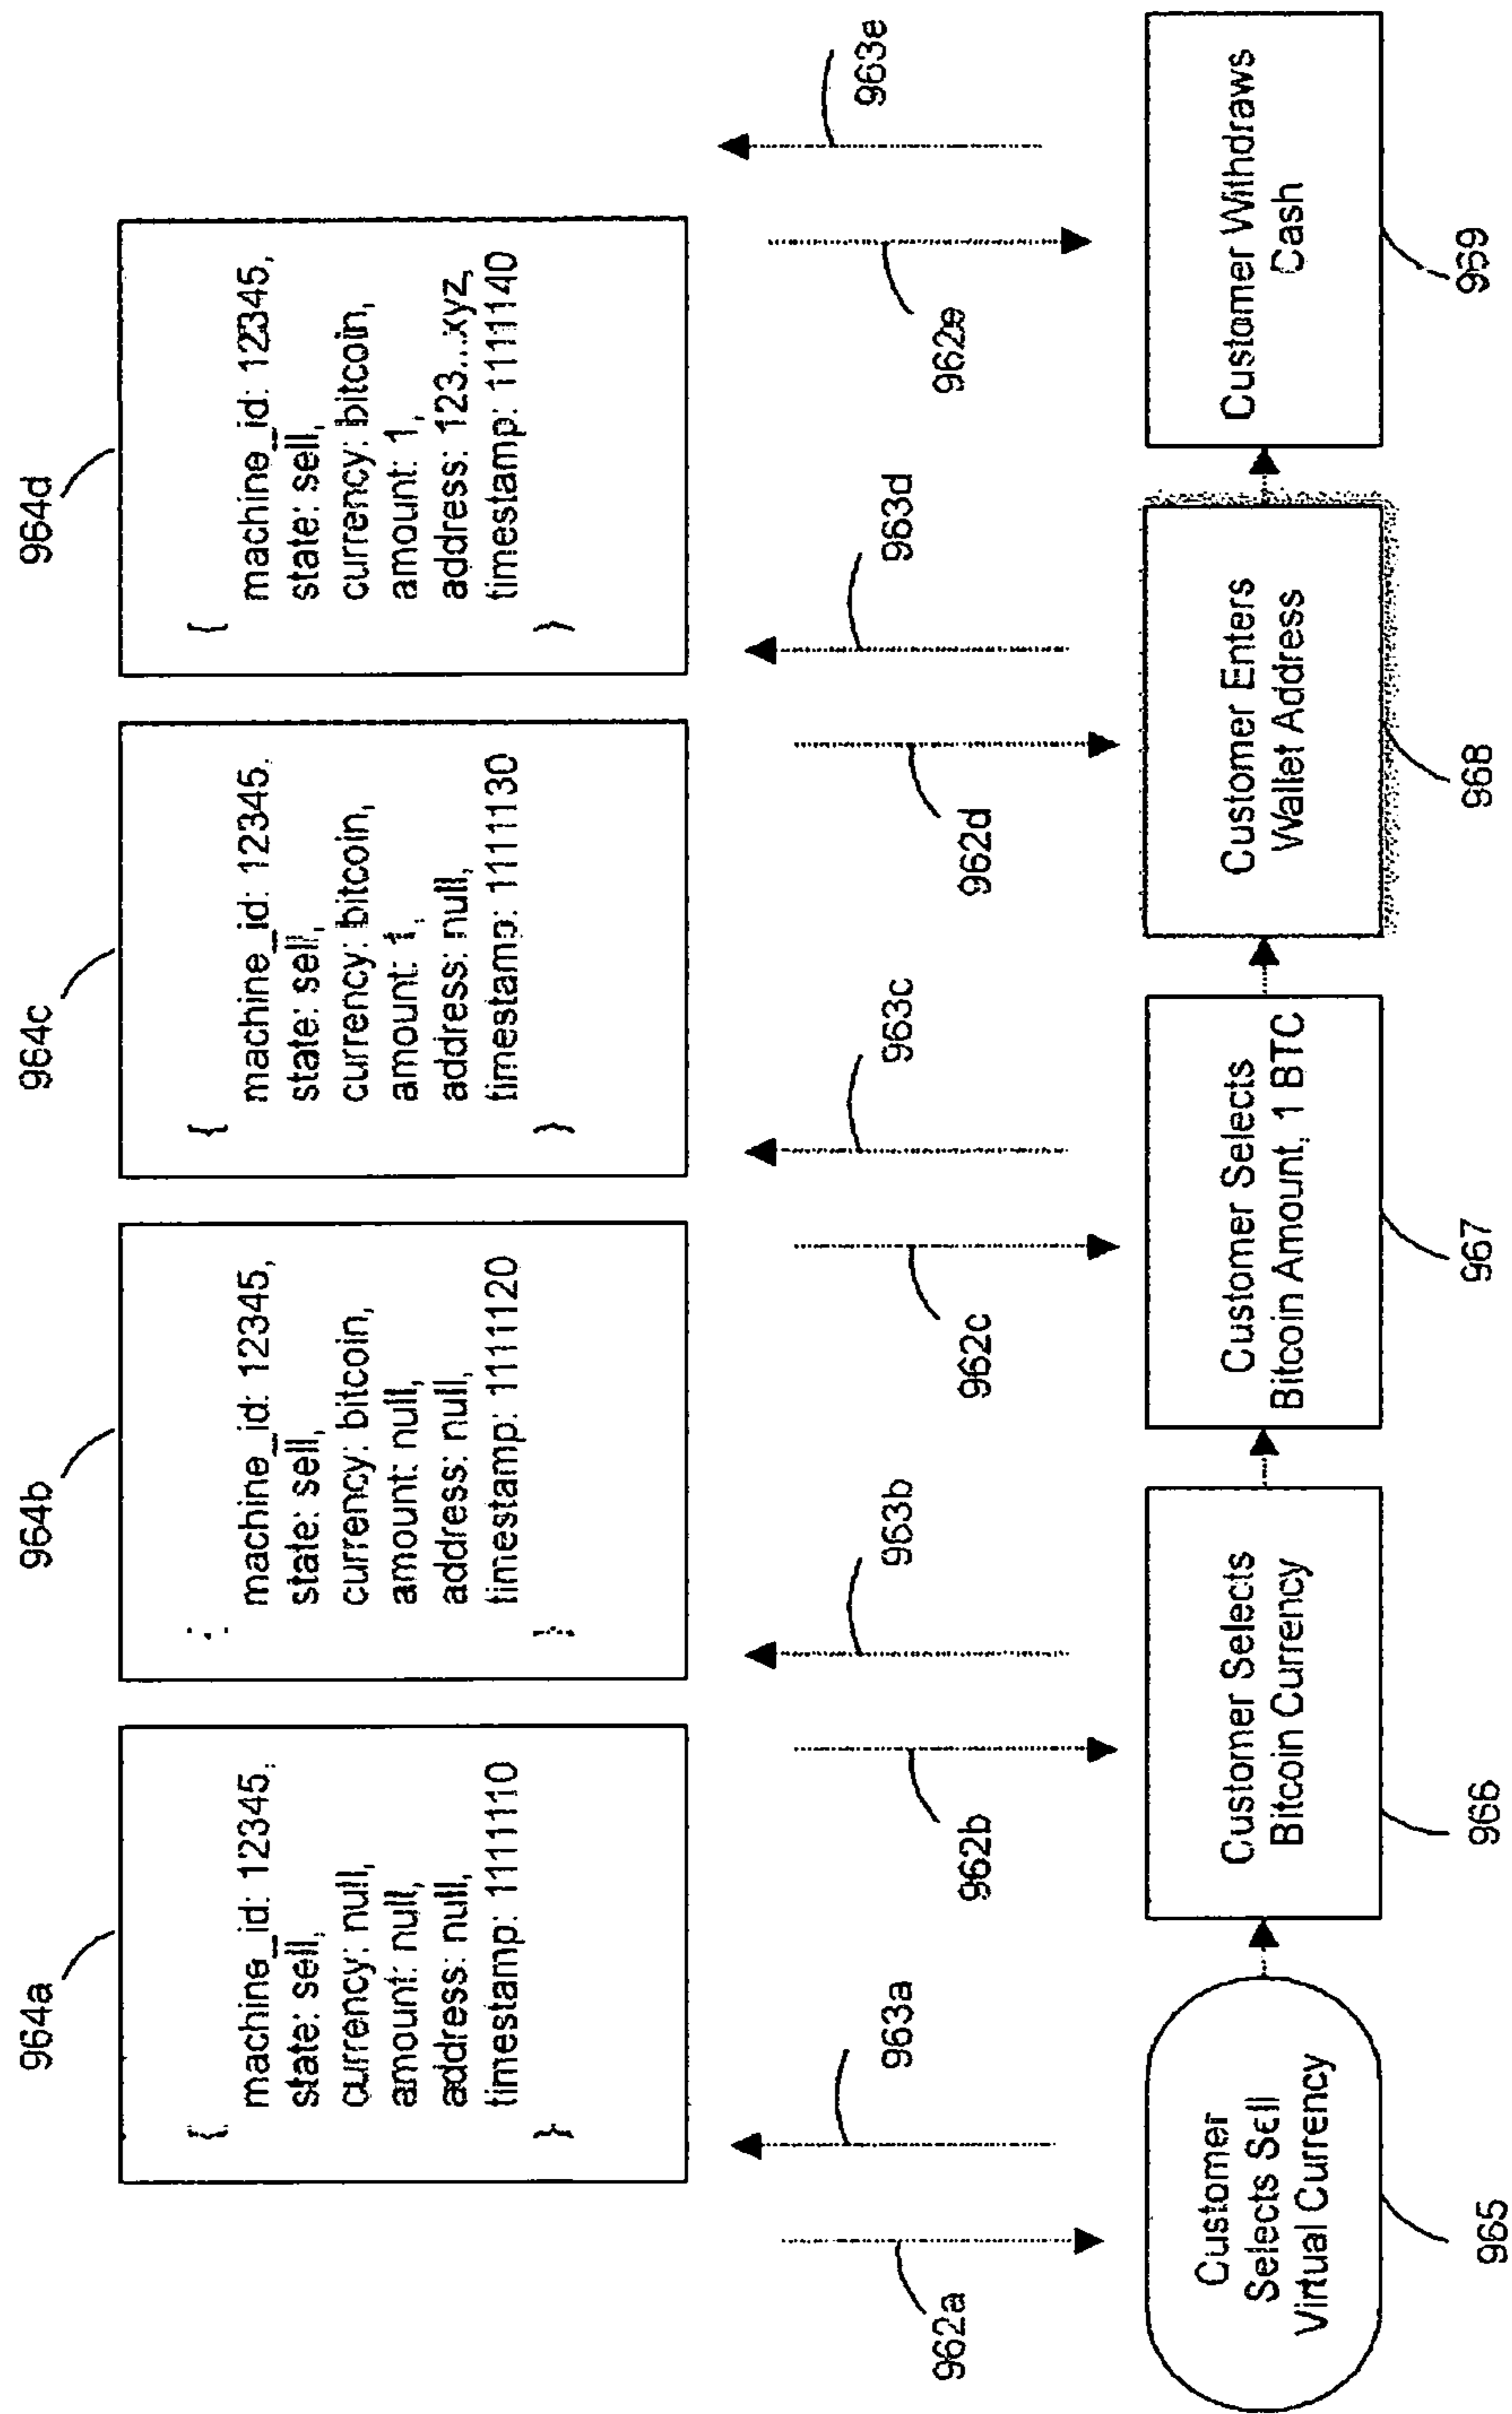 964a
964b
964c
964d
{
machine_id: 12345,
state: sell,
currency: null,
amount: null,
address: null,
timestamp: 1111110
}
machine_id: 12345,
state: sell,
currency: bitcoin,
amount: null,
address: null,
timestamp: 1111120
}
{
machine_id: 12345,
state: sell,
currency: bitcoin,
amount: 1,
address: null,
timestamp: 1111130
}
{
machine_id: 12345,
state: sell,
currency: bitcoin,
amount: 1,
address: 123...xyz,
timestamp: 1111140
}
962a
963a
962b
963b
962c
963c
962d
963d
962e
963e
Customer
Selects Sell
Virtual Currency
Customer Selects
Bitcoin Currency
Customer Selects
Bitcoin Amount, 1 BTC
Customer Enters
Wallet Address
Customer Withdraws
Cash
965
966
967
968
969